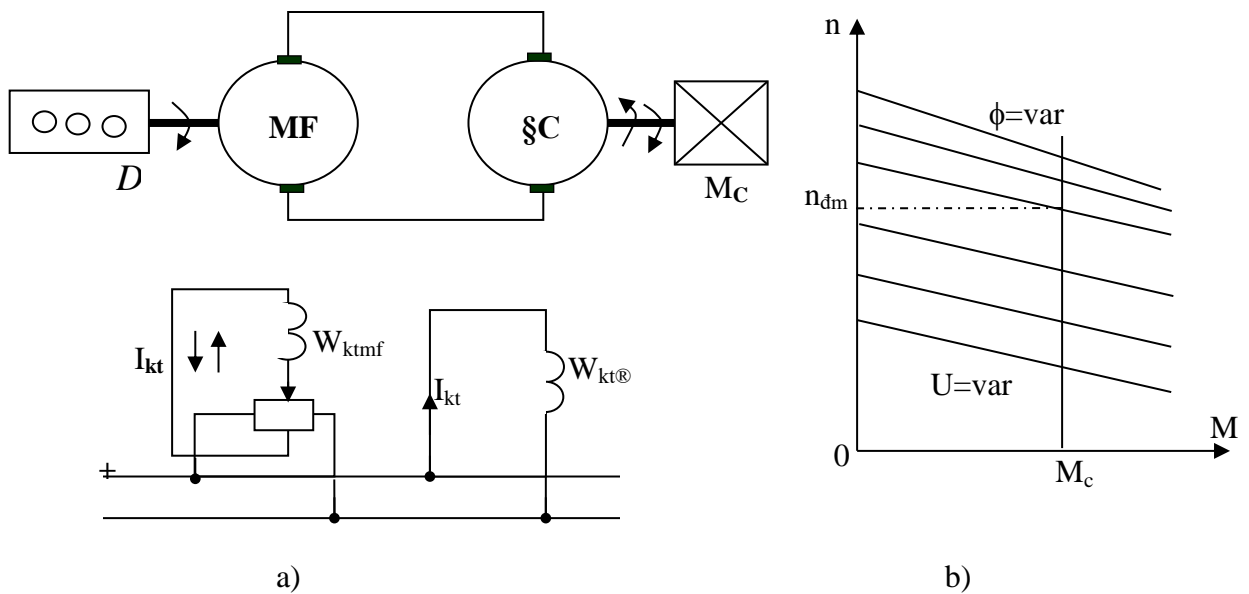 MF
§C
D
M_C
I_kt
W_ktmf
I_kt
W_kt®
+
a)
n
ϕ=var
n_đm
U=var
0
M
M_c
b)